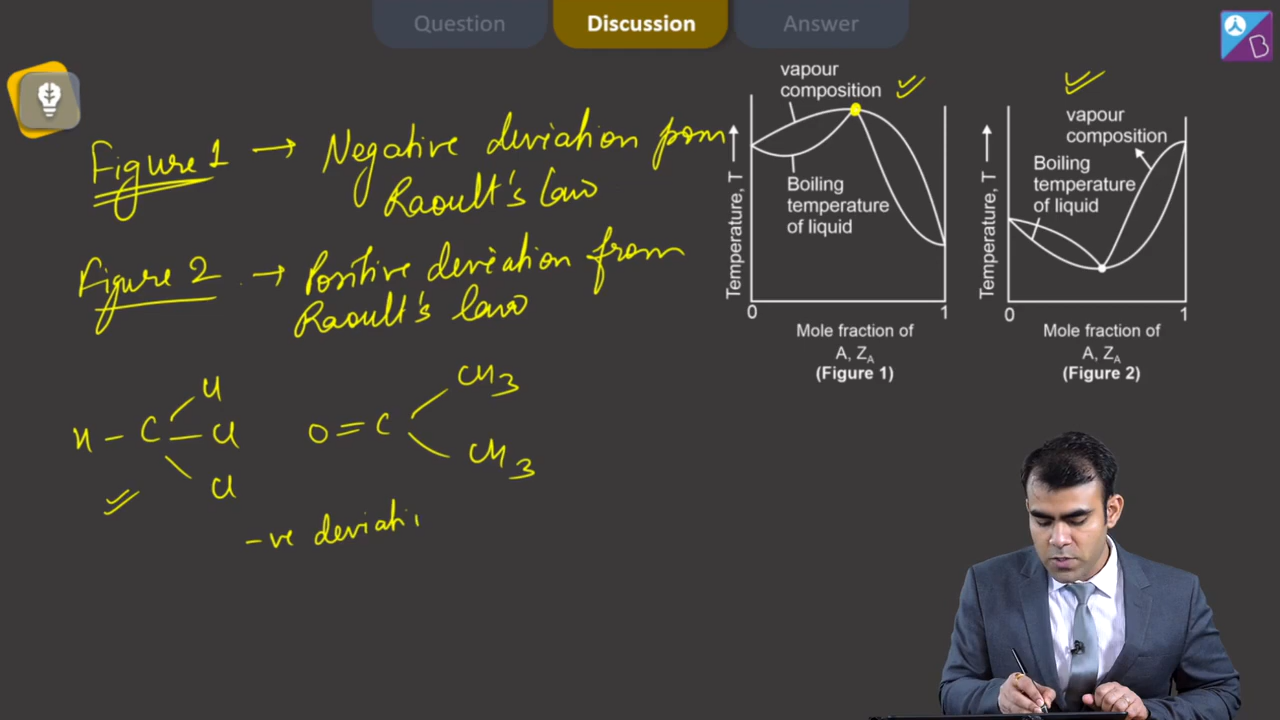 Question
Discussion
Answer
B
Figure 1 → Negative deviation from
Raoult's law
Figure 2 → Positive deviation from
Raoult's law
H – C
Cl
Cl
Cl
O = C
CH3
CH3
-ve deviati
vapour
composition
Boiling
temperature
of liquid
Temperature, T
0
1
Mole fraction of
A, ZA
(Figure 1)
vapour
composition
Boiling
temperature
of liquid
Temperature, T
0
1
Mole fraction of
A, ZA
(Figure 2)